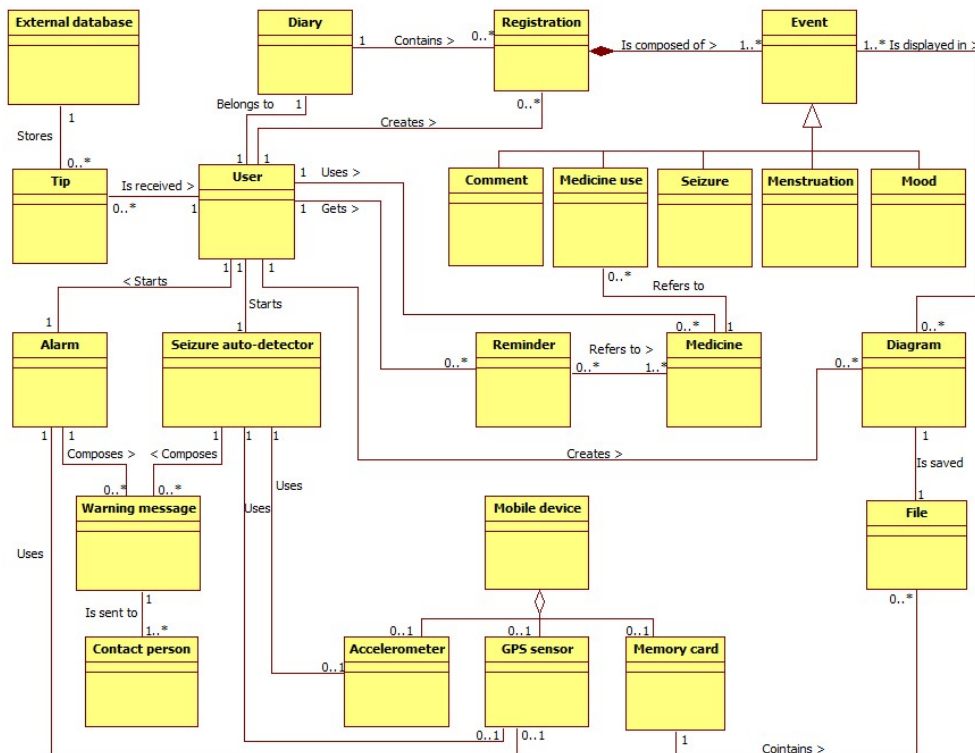 External database
Diary
Registration
Event
1
Contains >
0..*
Is composed of >
1..*
1..*
Is displayed in >
1
Stores
0..*
Belongs to
1
Creates >
0..*
1
1
Tip
Is received >
0..*
1
User
1
Uses >
1
Gets >
Comment
Medicine use
Seizure
Menstruation
Mood
0..*
Refers to
1
1
1
1
< Starts
Starts
1
1
0..*
0..*
Alarm
Seizure auto-detector
Reminder
Refers to >
Medicine
Diagram
0..*
0..*
1..*
0..*
1
1
1
1
1
1
Composes >
< Composes
Creates >
Is saved
0..*
0..*
Uses
1
Warning message
Mobile device
File
Uses
Uses
1
Is sent to
1..*
0..*
0..1
0..1
0..1
Contact person
Accelerometer
GPS sensor
Memory card
0..1
0..1
0..1
1
Cointains >